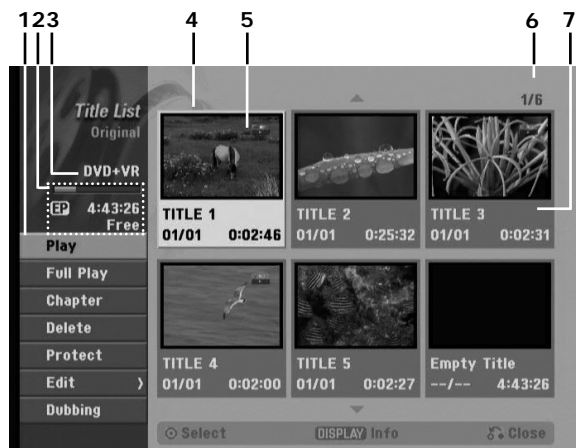 1 2 3 4 5 6 7
1/6
Title List
Original
DVD+VR
EP 4:43:26
Free
Play
Full Play
Chapter
Delete
Protect
Edit >
Dubbing
TITLE 1
01/01 0:02:46
TITLE 2
01/01 0:25:32
TITLE 3
01/01 0:02:31
TITLE 4
01/01 0:02:00
TITLE 5
01/01 0:02:27
Empty Title
--/-- 4:43:26
Select DISPLAY Info Close